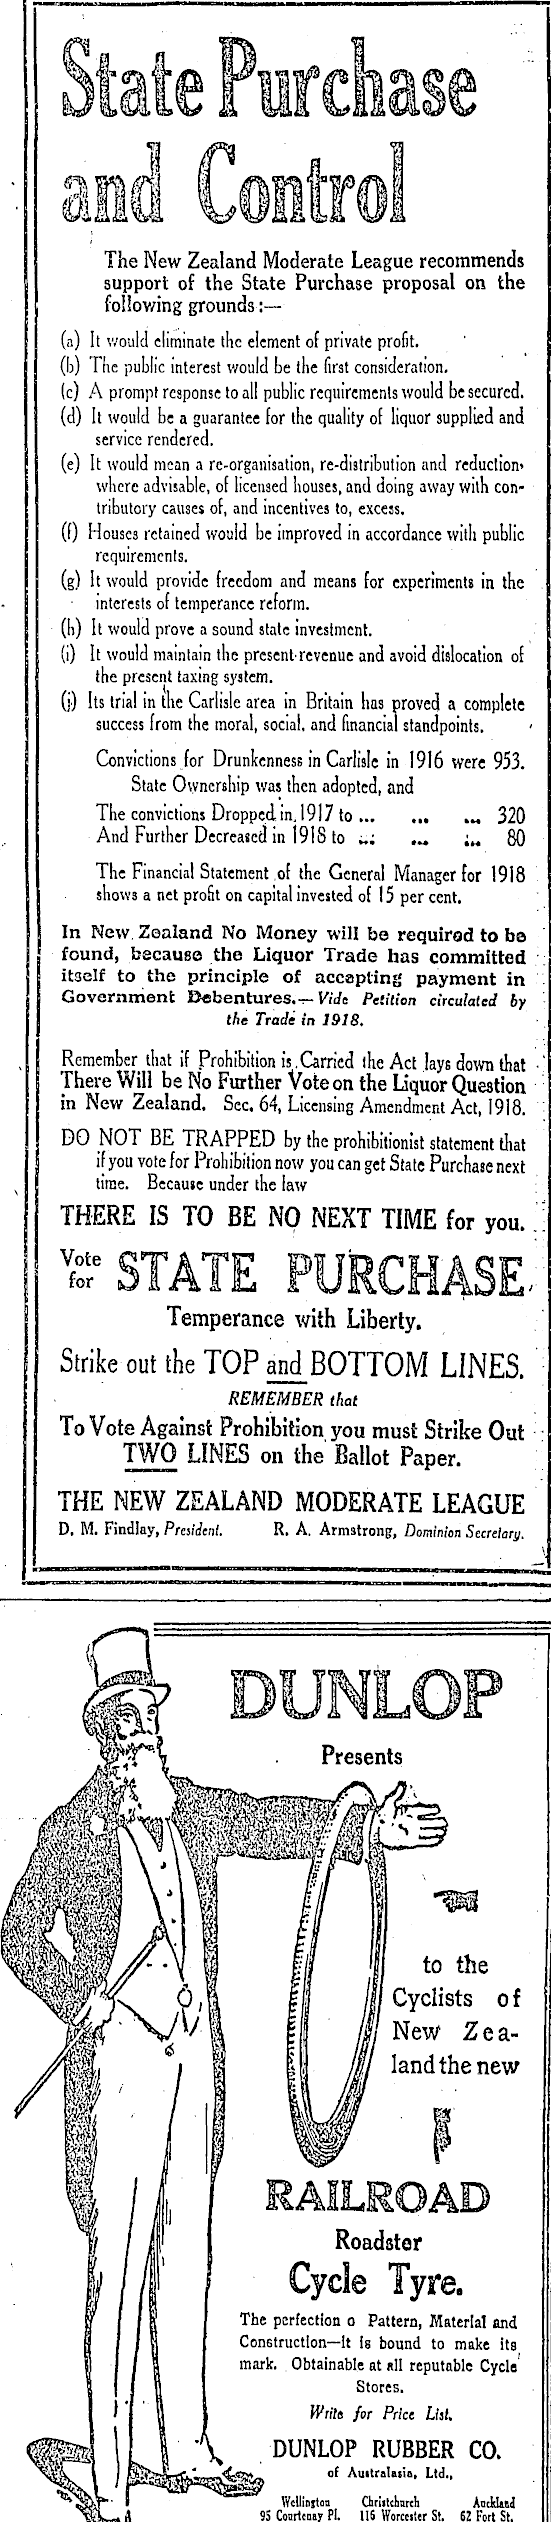 State Purchase
and Control
The New Zealand Moderate League recommends
support of the State Purchase proposal on the
following grounds :—
(a) It would eliminate the element of private profit.
(b) The public interest would be the first consideration.
(c) A prompt response to all public requirements would be secured.
(d) It would be a guarantee for the quality of liquor supplied and
service rendered.
(e) It would mean a re-organisation, re-distribution and reduction,
where advisable, of licensed houses, and doing away with con-
tributory causes of, and incentives to, excess.
(f) Houses retained would be improved in accordance with public
requirements.
(g) It would provide freedom and means for experiments in the
interests of temperance reform.
(h) It would prove a sound state investment.
(i) It would maintain the present revenue and avoid dislocation of
the present taxing system.
(j) Its trial in the Carlisle area in Britain has proved a complete
success from the moral, social, and financial standpoints.
Convictions for Drunkenness in Carlisle in 1916 were 953.
State Ownership was then adopted, and
The convictions Dropped in 1917 to ... ... ... 320
And Further Decreased in 1918 to ... ... ... 80
The Financial Statement of the General Manager for 1918
shows a net profit on capital invested of 15 per cent.
In New Zealand No Money will be required to be
found, because the Liquor Trade has committed
itself to the principle of accepting payment in
Government Debentures.—Vide Petition circulated by
the Trade in 1918.
Remember that if Prohibition is Carried the Act lays down that
There Will be No Further Vote on the Liquor Question
in New Zealand. Sec. 64, Licensing Amendment Act, 1918.
DO NOT BE TRAPPED by the prohibitionist statement that
if you vote for Prohibition now you can get State Purchase next
time. Because under the law
THERE IS TO BE NO NEXT TIME for you.
Vote for STATE PURCHASE
Temperance with Liberty.
Strike out the TOP and BOTTOM LINES.
REMEMBER that
To Vote Against Prohibition you must Strike Out
TWO LINES on the Ballot Paper.
THE NEW ZEALAND MODERATE LEAGUE
D. M. Findlay, President. R. A. Armstrong, Dominion Secretary.
DUNLOP
Presents
to the
Cyclists of
New Zea-
land the new
RAILROAD
Roadster
Cycle Tyre.
The perfection o Pattern, Material and
Construction—it is bound to make its
mark. Obtainable at all reputable Cycle
Stores.
Write for Price List.
DUNLOP RUBBER CO.
of Australasia, Ltd.,
Wellington Christchurch Auckland
95 Courtenay Pl. 116 Worcester St. 62 Fort St.